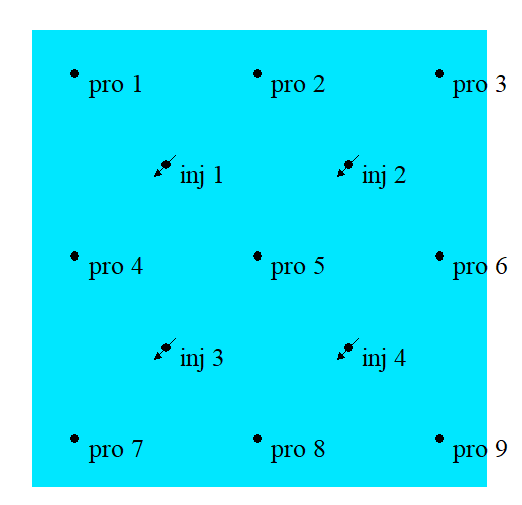 pro 1 pro 2 pro 3
inj 1 inj 2
pro 4 pro 5 pro 6
inj 3 inj 4
pro 7 pro 8 pro 9